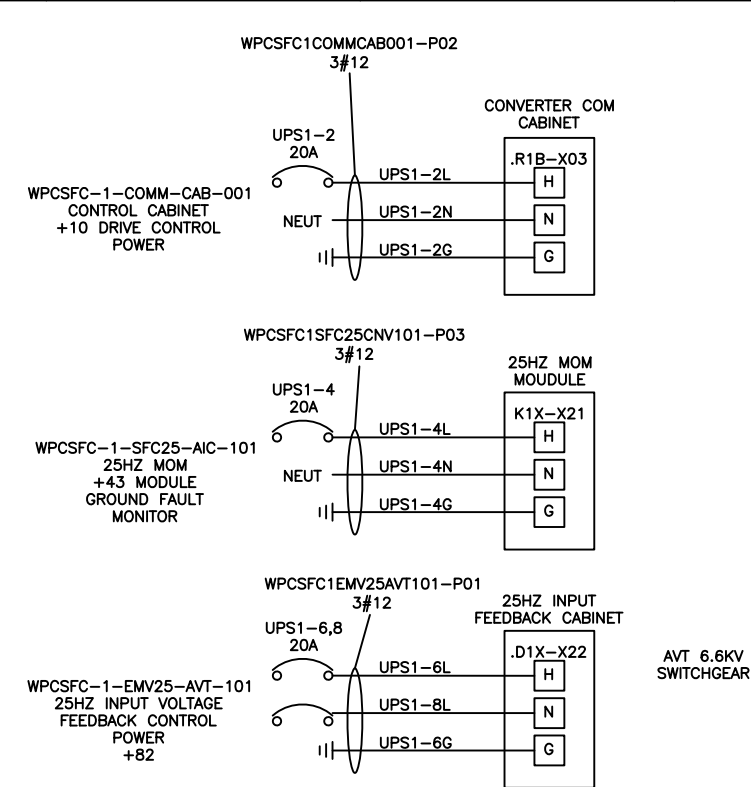 WPCSFC1COMMCAB001-P02
3#12
CONVERTER COM
CABINET
UPS1-2
20A
.R1B-X03
WPCSFC-1-COMM-CAB-001
CONTROL CABINET
+10 DRIVE CONTROL
POWER
UPS1-2L
H
NEUT
UPS1-2N
N
UPS1-2G
G
WPCSFC1SFC25CNV101-P03
3#12
25HZ MOM
MOUDULE
UPS1-4
20A
K1X-X21
WPCSFC-1-SFC25-AIC-101
25HZ MOM
+43 MODULE
GROUND FAULT
MONITOR
UPS1-4L
H
NEUT
UPS1-4N
N
UPS1-4G
G
WPCSFC1EMV25AVT101-P01
3#12
25HZ INPUT
FEEDBACK CABINET
UPS1-6,8
20A
.D1X-X22
WPCSFC-1-EMV25-AVT-101
25HZ INPUT VOLTAGE
FEEDBACK CONTROL
POWER
+82
UPS1-6L
H
UPS1-8L
N
UPS1-6G
G
AVT 6.6KV
SWITCHGEAR